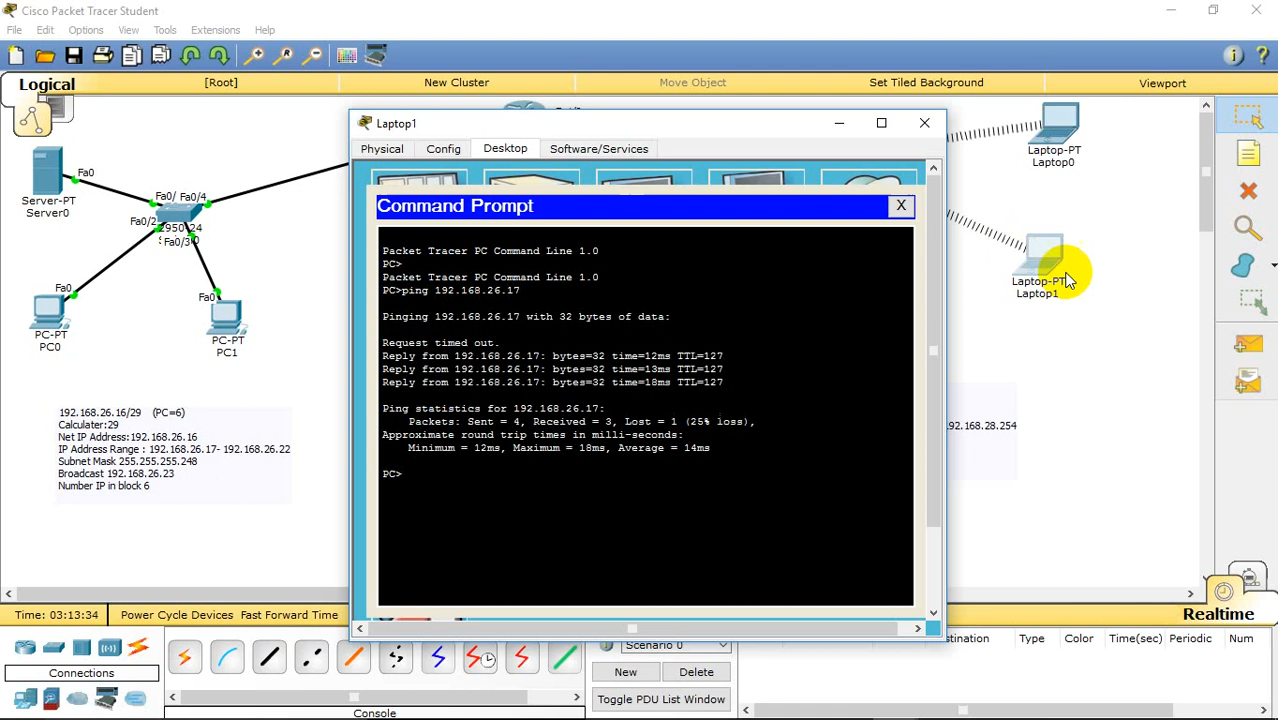 Cisco Packet Tracer Student
File Edit Options View Tools Extensions Help
Logical
[Root]
New Cluster
Move Object
Set Tiled Background
Viewport
Laptop1
Physical Config Desktop Software/Services
Command Prompt
X
Packet Tracer PC Command Line 1.0
PC>
Packet Tracer PC Command Line 1.0
PC>ping 192.168.26.17
Pinging 192.168.26.17 with 32 bytes of data:
Request timed out.
Reply from 192.168.26.17: bytes=32 time=12ms TTL=127
Reply from 192.168.26.17: bytes=32 time=13ms TTL=127
Reply from 192.168.26.17: bytes=32 time=18ms TTL=127
Ping statistics for 192.168.26.17:
Packets: Sent = 4, Received = 3, Lost = 1 (25% loss),
Approximate round trip times in milli-seconds:
Minimum = 12ms, Maximum = 18ms, Average = 14ms
PC>
Fa0
Server-PT
Server0
Fa0/ Fa0/4
Fa0/2
2950-24
Fa0/3
Fa0
PC-PT
PC0
Fa0
PC-PT
PC1
Laptop-PT
Laptop0
Laptop-PT
Laptop1
192.168.26.16/29 (PC=6)
Calculater:29
Net IP Address:192.168.26.16
IP Address Range : 192.168.26.17- 192.168.26.22
Subnet Mask 255.255.255.248
Broadcast 192.168.26.23
Number IP in block 6
192.168.28.254
Time: 03:13:34 Power Cycle Devices Fast Forward Time
Realtime
Connections
Console
Scenario 0
New
Delete
Toggle PDU List Window
Type Color Time(sec) Periodic Num